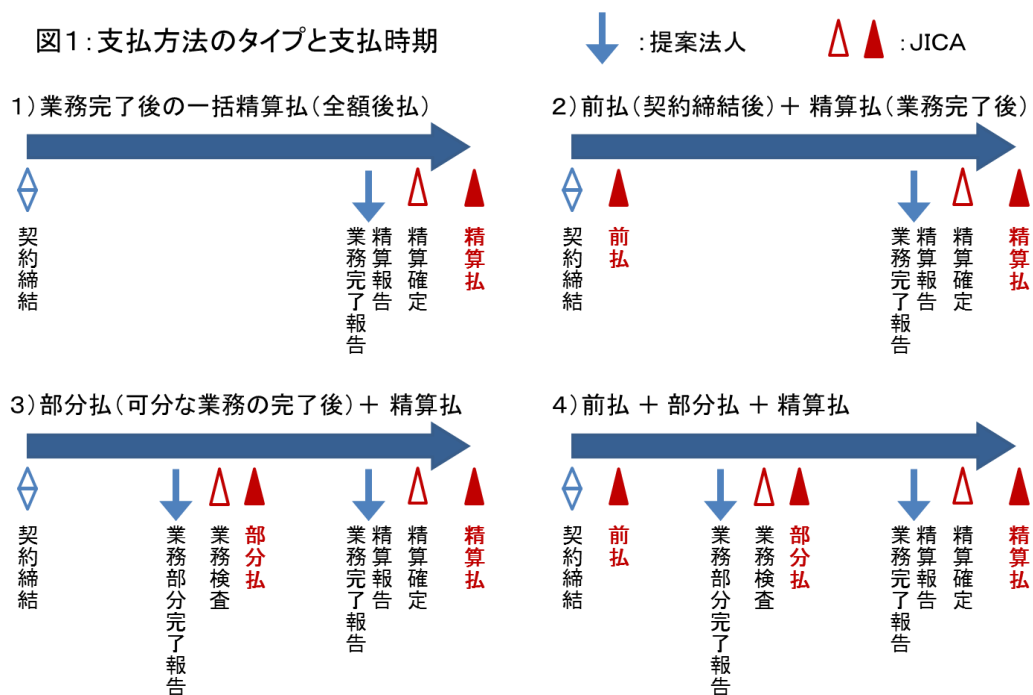 図1:支払方法のタイプと支払時期
:提案法人
:JICA
1)業務完了後の一括精算払(全額後払)
契約締結
業務完了報告
精算報告
精算確定
精算払
2)前払(契約締結後)+ 精算払(業務完了後)
契約締結
前払
業務完了報告
精算報告
精算確定
精算払
3)部分払(可分な業務の完了後)+ 精算払
契約締結
業務部分完了報告
業務検査
部分払
業務完了報告
精算報告
精算確定
精算払
4)前払 + 部分払 + 精算払
契約締結
前払
業務部分完了報告
業務検査
部分払
業務完了報告
精算報告
精算確定
精算払